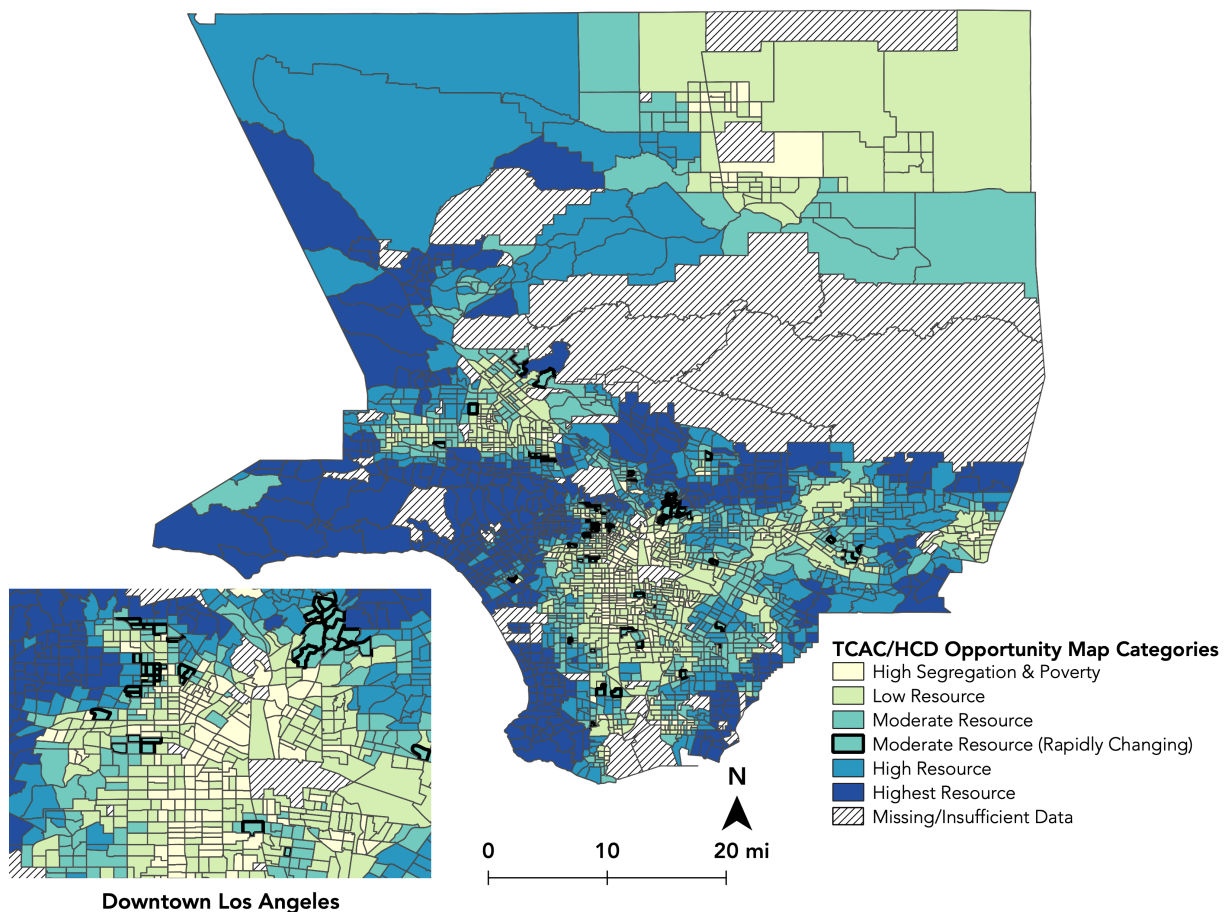 TCAC/HCD Opportunity Map Categories
High Segregation & Poverty
Low Resource
Moderate Resource
Moderate Resource (Rapidly Changing)
High Resource
Highest Resource
Missing/Insufficient Data
N
0 10 20 mi
Downtown Los Angeles